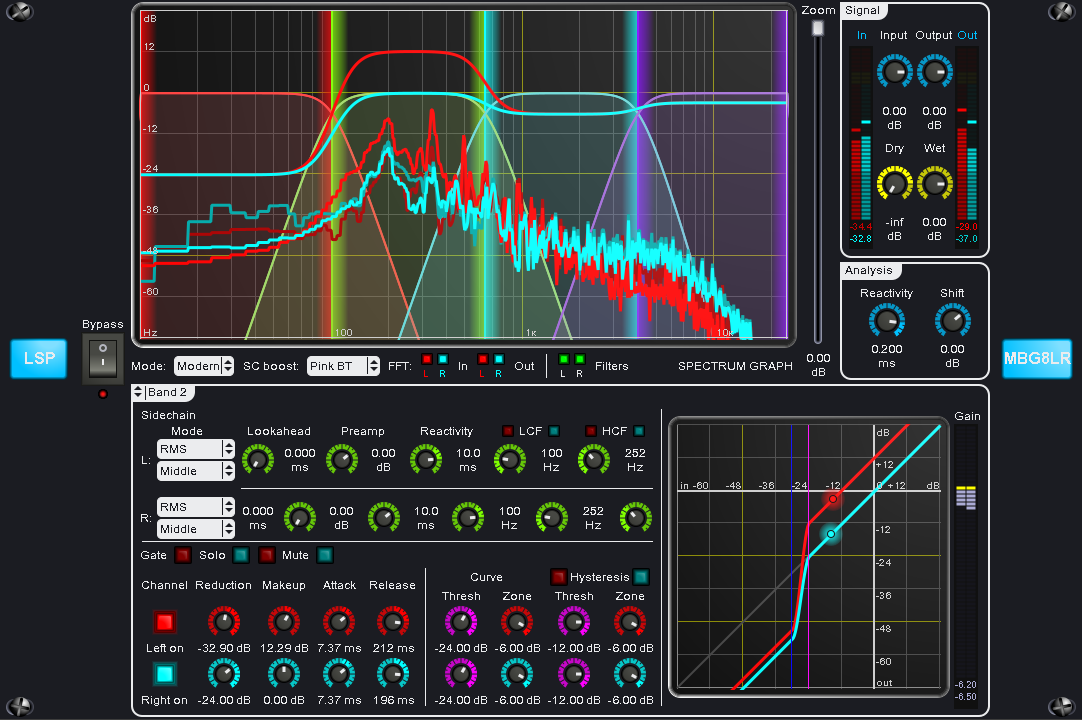 dB
12
0
-12
-24
-36
-48
-60
Hz 100 1K 10K
Zoom
0.00
dB
Signal
In Input Output Out
0.00 0.00
dB dB
Dry Wet
-inf 0.00
dB dB
-34.4 -29.0
-32.8 -37.0
Analysis
Reactivity Shift
0.200 0.00
ms dB
Bypass
LSP
MBG8LR
Mode: Modern SC boost: Pink BT FFT: L R In L R Out L R Filters SPECTRUM GRAPH
Band 2
Sidechain
Mode Lookahead Preamp Reactivity LCF HCF
L: RMS 0.000 ms 0.00 dB 10.0 ms 100 Hz 252 Hz
Middle
R: RMS 0.000 ms 0.00 dB 10.0 ms 100 Hz 252 Hz
Middle
Gate Solo Mute
Channel Reduction Makeup Attack Release
Left on -32.90 dB 12.29 dB 7.37 ms 212 ms
Right on -24.00 dB 0.00 dB 7.37 ms 196 ms
Curve Hysteresis
Thresh Zone Thresh Zone
-24.00 dB -6.00 dB -12.00 dB -6.00 dB
-24.00 dB -6.00 dB -12.00 dB -6.00 dB
Gain
dB
+12
in -60 -48 -36 -24 -12 0 +12 dB
-12
-24
-36
-48
-60
out
-6.20
-6.50